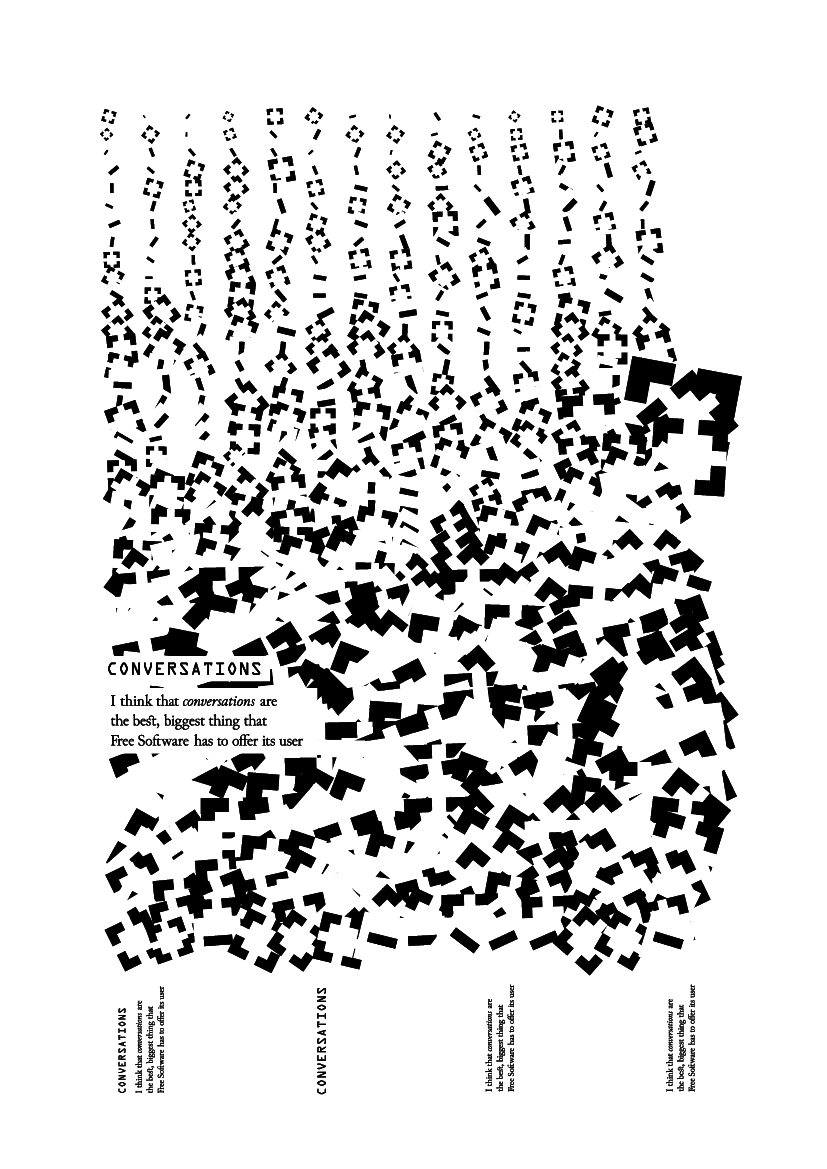 CONVERSATIONS
I think that conversations are
the best, biggest thing that
Free Software has to offer its user
CONVERSATIONS
I think that conversations are
the best, biggest thing that
Free Software has to offer its user
CONVERSATIONS
I think that conversations are
the best, biggest thing that
Free Software has to offer its user
I think that conversations are
the best, biggest thing that
Free Software has to offer its user